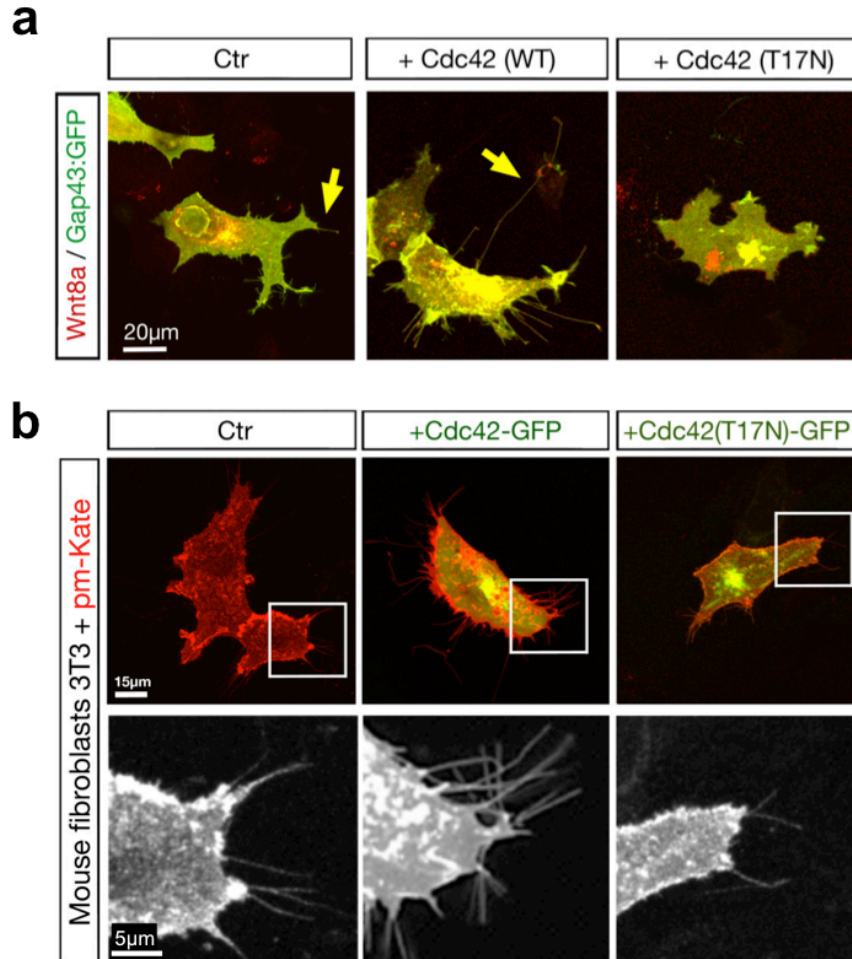 a
Ctr
+ Cdc42 (WT)
+ Cdc42 (T17N)
Wnt8a / Gap43:GFP
20µm
b
Ctr
+Cdc42-GFP
+Cdc42(T17N)-GFP
Mouse fibroblasts 3T3 + pm-Kate
15µm
5µm